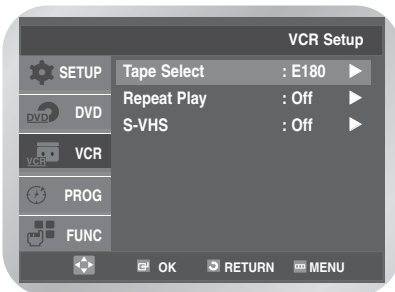 VCR Setup
SETUP
Tape Select : E180
Repeat Play : Off
DVD DVD
S-VHS : Off
VCR VCR
PROG
FUNC
OK RETURN MENU